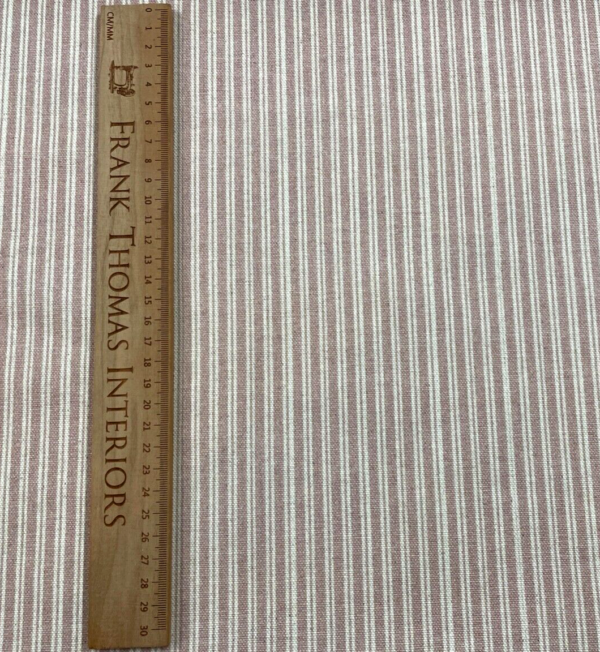 CM/MM
0 1 2 3 4 5 6 7 8 9 10 11 12 13 14 15 16 17 18 19 20 21 22 23 24 25 26 27 28 29 30
FRANK THOMAS INTERIORS